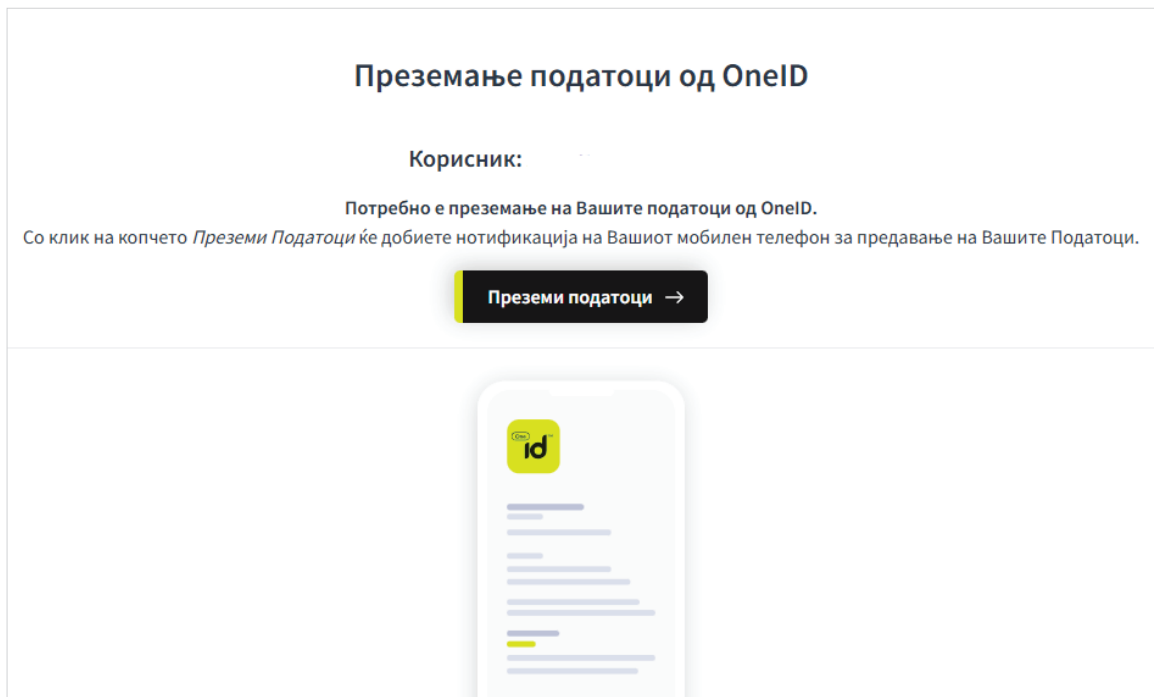 Преземање податоци од OneID
Корисник:
Потребно е преземање на Вашите податоци од OneID.
Со клик на копчето Преземи Податоци ќе добиете нотификација на Вашиот мобилен телефон за предавање на Вашите Податоци.
Преземи податоци →
One
id